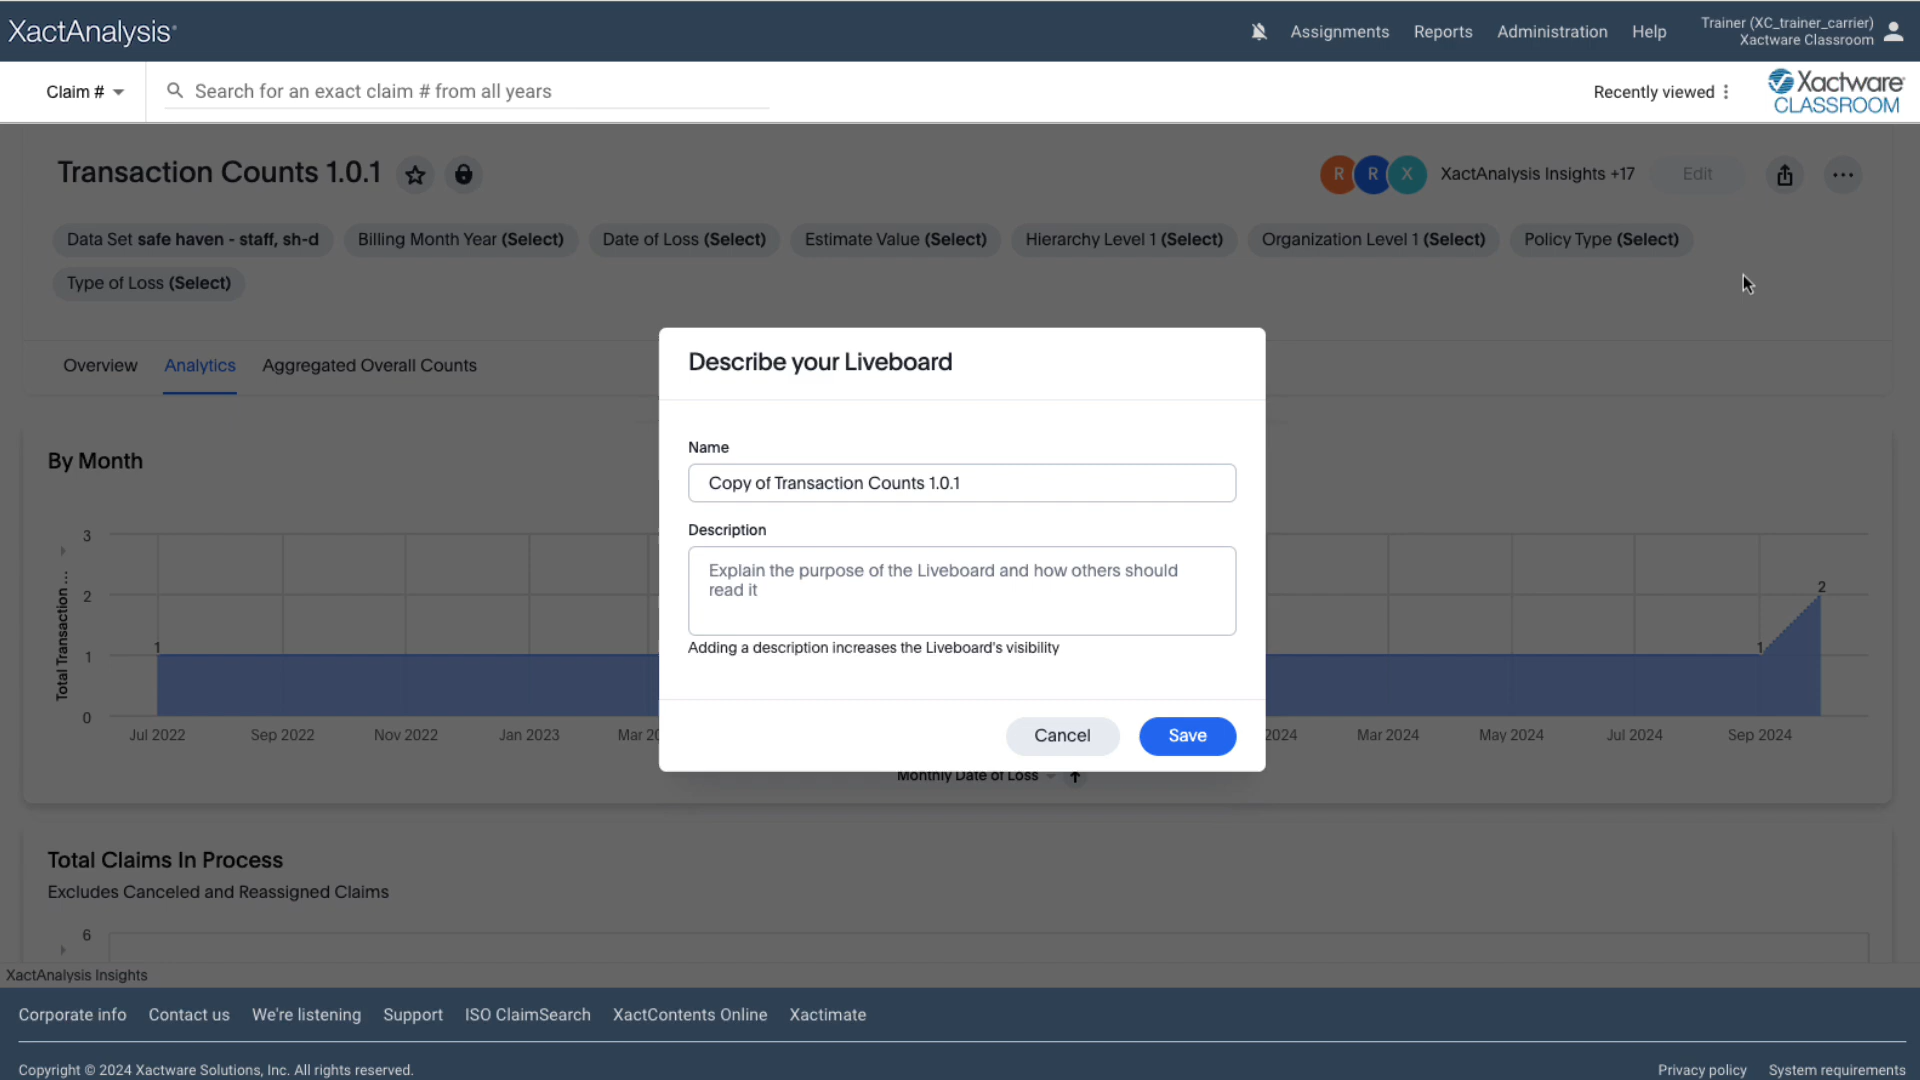 XactAnalysis®
Assignments
Reports
Administration
Help
Trainer (XC_trainer_carrier)
Xactware Classroom
Claim #
Search for an exact claim # from all years
Recently viewed
Xactware
CLASSROOM
Transaction Counts 1.0.1
R
R
X
XactAnalysis Insights +17
Edit
Data Set safe haven - staff, sh-d
Billing Month Year (Select)
Date of Loss (Select)
Estimate Value (Select)
Hierarchy Level 1 (Select)
Organization Level 1 (Select)
Policy Type (Select)
Type of Loss (Select)
Overview
Analytics
Aggregated Overall Counts
Describe your Liveboard
Name
Copy of Transaction Counts 1.0.1
Description
Explain the purpose of the Liveboard and how others should
read it
Adding a description increases the Liveboard's visibility
Cancel
Save
By Month
Total Transaction ...
3
2
1
0
1
1
2
Jul 2022
Sep 2022
Nov 2022
Jan 2023
Mar 20
2024
Mar 2024
May 2024
Jul 2024
Sep 2024
Monthly Date of Loss
Total Claims In Process
Excludes Canceled and Reassigned Claims
6
XactAnalysis Insights
Corporate info
Contact us
We're listening
Support
ISO ClaimSearch
XactContents Online
Xactimate
Copyright © 2024 Xactware Solutions, Inc. All rights reserved.
Privacy policy
System requirements